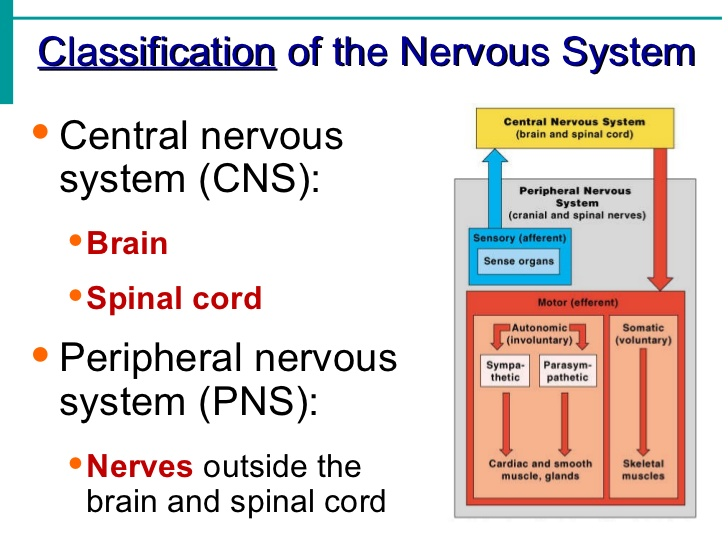 Classification of the Nervous System
• Central nervous
system (CNS):
• Brain
• Spinal cord
• Peripheral nervous
system (PNS):
• Nerves outside the
brain and spinal cord
Central Nervous System
(brain and spinal cord)
Peripheral Nervous
System
(cranial and spinal nerves)
Sensory (afferent)
Sense organs
Motor (efferent)
Autonomic
(involuntary)
Sympa-
thetic
Parasym-
pathetic
Cardiac and smooth
muscle, glands
Somatic
(voluntary)
Skeletal
muscles